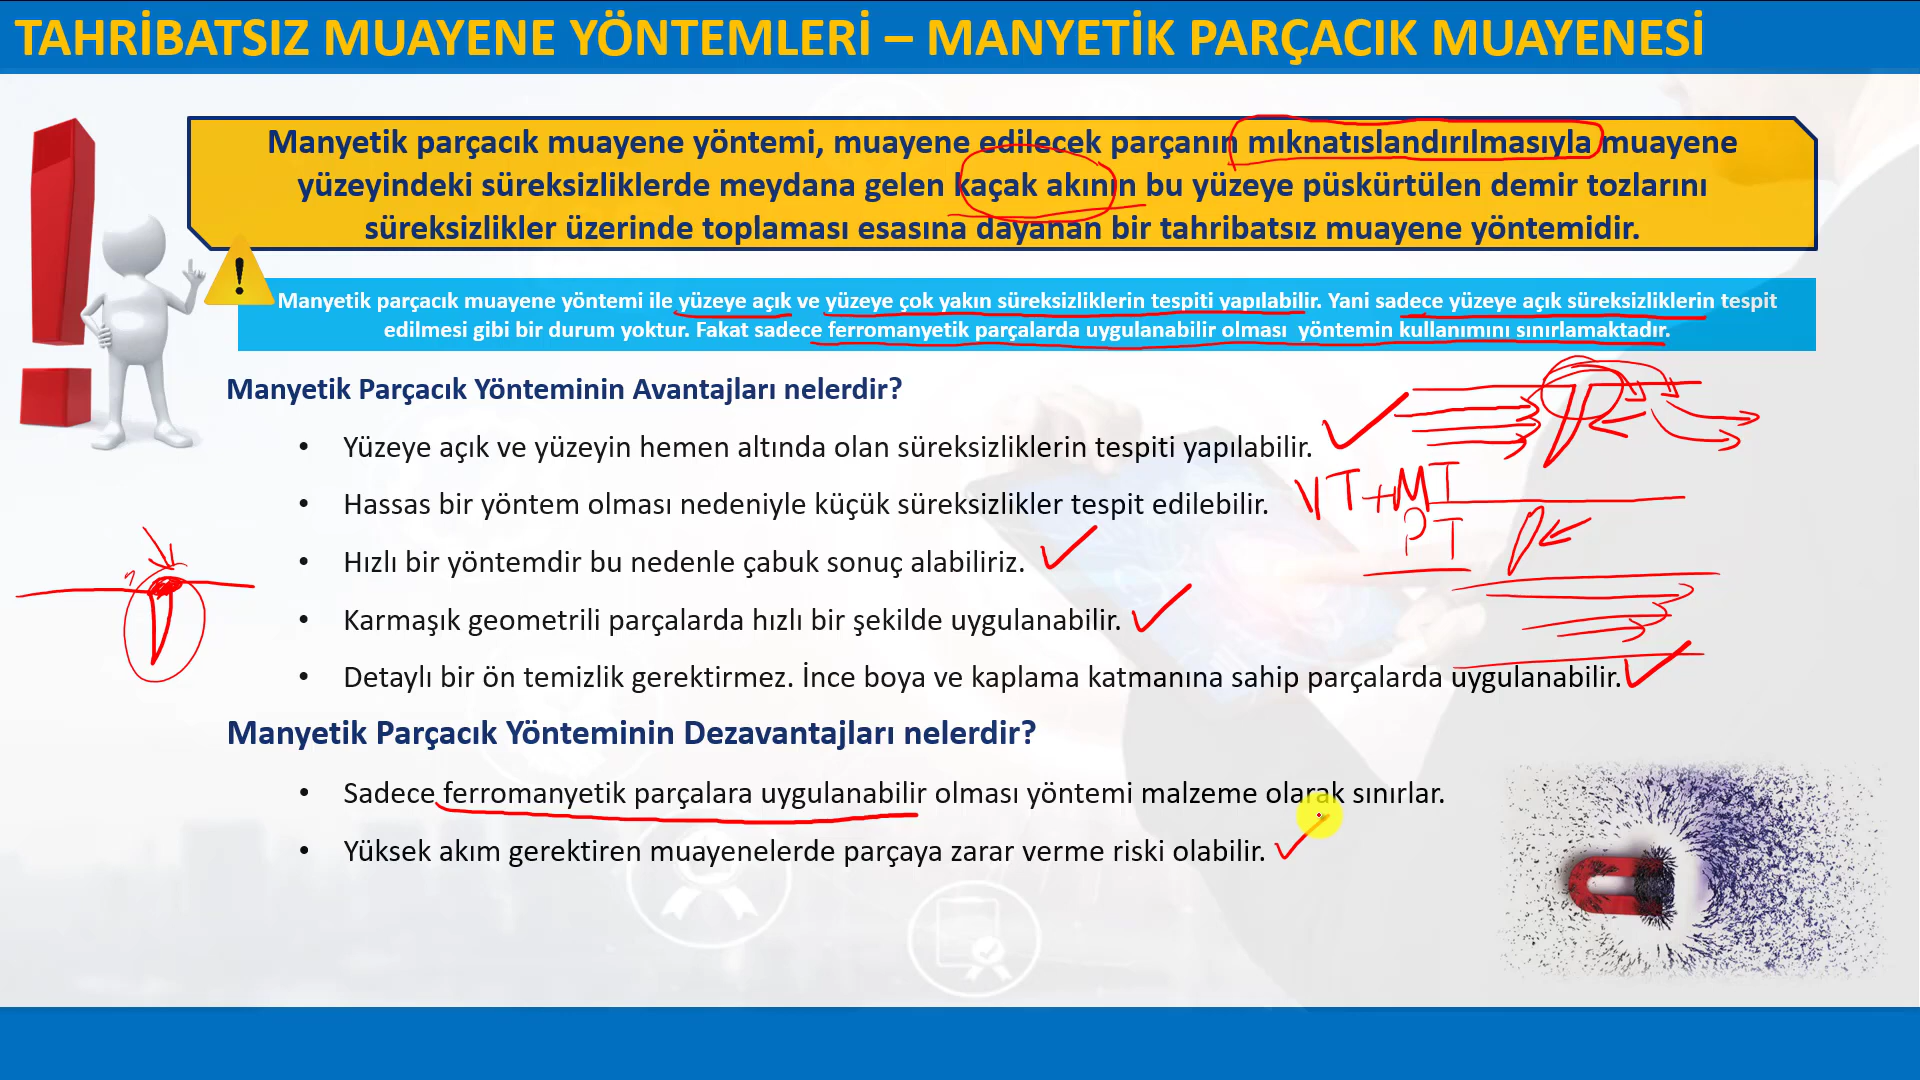 TAHRİBATSIZ MUAYENE YÖNTEMLERİ – MANYETİK PARÇACIK MUAYENESİ
Manyetik parçacık muayene yöntemi, muayene edilecek parçanın mıknatıslandırılmasıyla muayene
yüzeyindeki süreksizliklerde meydana gelen kaçak akının bu yüzeye püskürtülen demir tozlarını
süreksizlikler üzerinde toplaması esasına dayanan bir tahribatsız muayene yöntemidir.
Manyetik parçacık muayene yöntemi ile yüzeye açık ve yüzeye çok yakın süreksizliklerin tespiti yapılabilir. Yani sadece yüzeye açık süreksizliklerin tespit
edilmesi gibi bir durum yoktur. Fakat sadece ferromanyetik parçalarda uygulanabilir olması yöntemin kullanımını sınırlamaktadır.
Manyetik Parçacık Yönteminin Avantajları nelerdir?
• Yüzeye açık ve yüzeyin hemen altında olan süreksizliklerin tespiti yapılabilir.
• Hassas bir yöntem olması nedeniyle küçük süreksizlikler tespit edilebilir.
VT+MT
PT
• Hızlı bir yöntemdir bu nedenle çabuk sonuç alabiliriz.
• Karmaşık geometrili parçalarda hızlı bir şekilde uygulanabilir.
• Detaylı bir ön temizlik gerektirmez. İnce boya ve kaplama katmanına sahip parçalarda uygulanabilir.
Manyetik Parçacık Yönteminin Dezavantajları nelerdir?
• Sadece ferromanyetik parçalara uygulanabilir olması yöntemi malzeme olarak sınırlar.
• Yüksek akım gerektiren muayenelerde parçaya zarar verme riski olabilir.